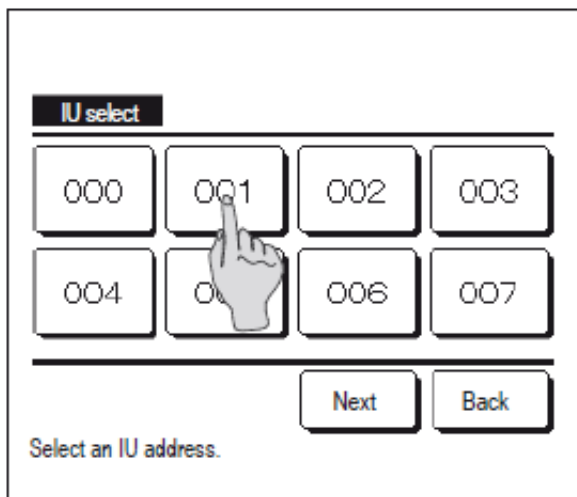 IU select
000 001 002 003
004 006 007
Next Back
Select an IU address.